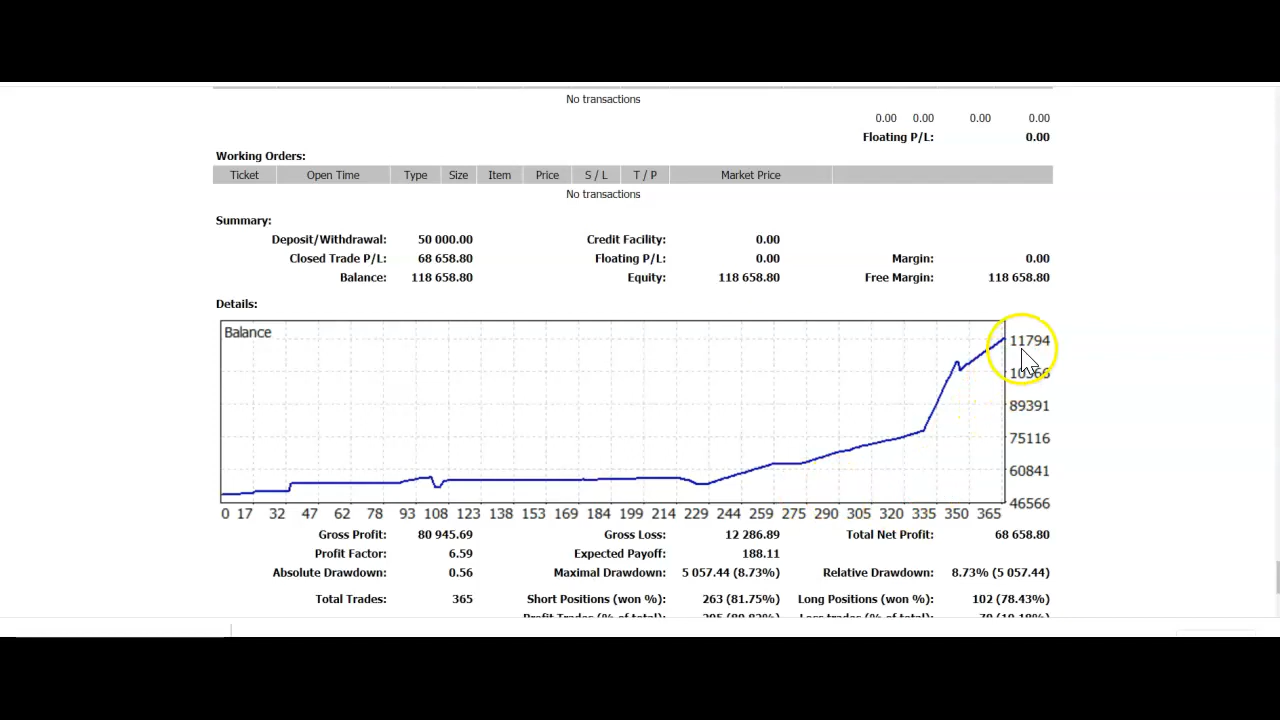 No transactions
0.00 0.00 0.00 0.00
Floating P/L: 0.00
Working Orders:
Ticket Open Time Type Size Item Price S / L T / P Market Price
No transactions
Summary:
Deposit/Withdrawal: 50 000.00 Credit Facility: 0.00
Closed Trade P/L: 68 658.80 Floating P/L: 0.00 Margin: 0.00
Balance: 118 658.80 Equity: 118 658.80 Free Margin: 118 658.80
Details:
Balance
11794
89391
75116
60841
46566
0 17 32 47 62 78 93 108 123 138 153 169 184 199 214 229 244 259 275 290 305 320 335 350 365
Gross Profit: 80 945.69 Gross Loss: 12 286.89 Total Net Profit: 68 658.80
Profit Factor: 6.59 Expected Payoff: 188.11
Absolute Drawdown: 0.56 Maximal Drawdown: 5 057.44 (8.73%) Relative Drawdown: 8.73% (5 057.44)
Total Trades: 365 Short Positions (won %): 263 (81.75%) Long Positions (won %): 102 (78.43%)